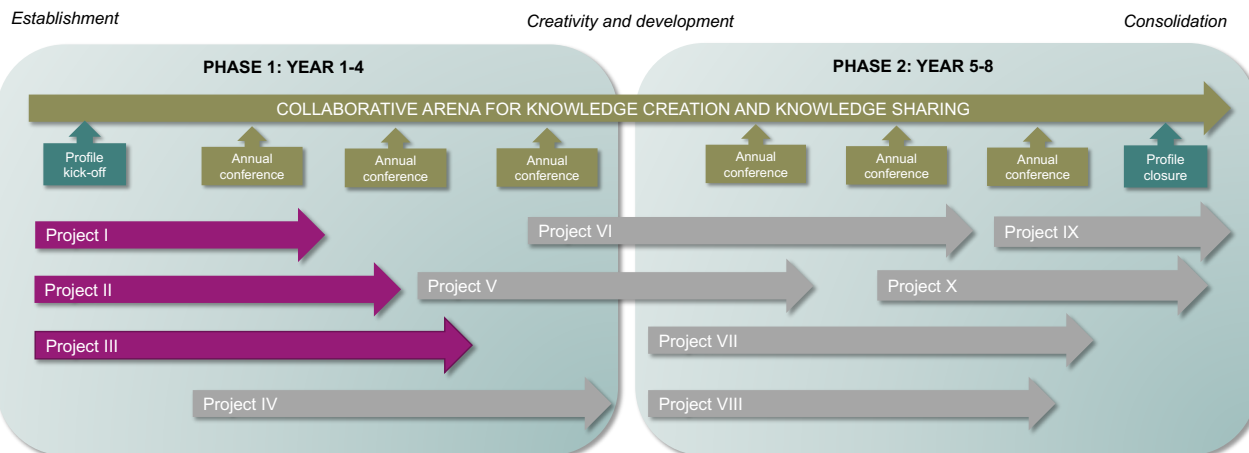 Establishment
Creativity and development
Consolidation
PHASE 1: YEAR 1-4
PHASE 2: YEAR 5-8
COLLABORATIVE ARENA FOR KNOWLEDGE CREATION AND KNOWLEDGE SHARING
Profile
kick-off
Annual
conference
Annual
conference
Annual
conference
Annual
conference
Annual
conference
Annual
conference
Profile
closure
Project I
Project VI
Project IX
Project II
Project V
Project X
Project III
Project VII
Project IV
Project VIII